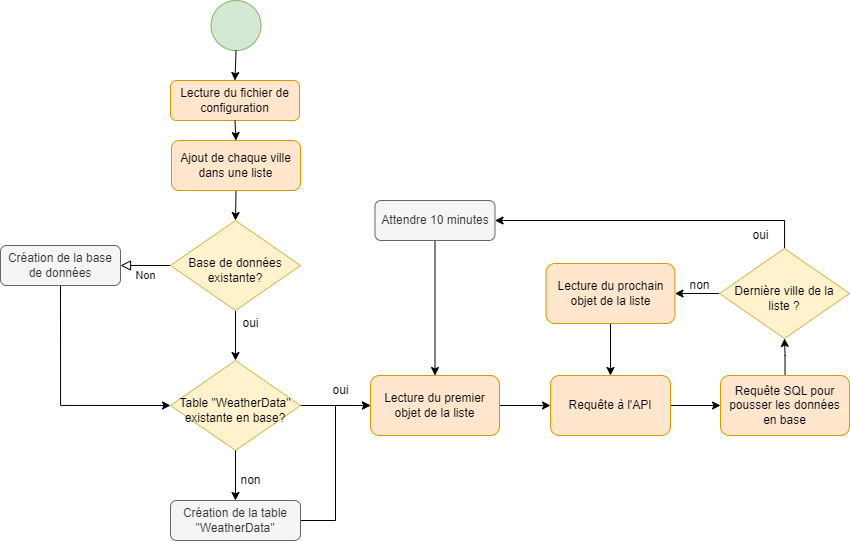 Lecture du fichier de
configuration
Ajout de chaque ville
dans une liste
Base de données
existante?
Non
Création de la base
de données
oui
Table "WeatherData"
existante en base?
oui
non
Création de la table
"WeatherData"
Attendre 10 minutes
Lecture du premier
objet de la liste
Requête à l'API
Requête SQL pour
pousser les données
en base
Dernière ville de la
liste ?
oui
non
Lecture du prochain
objet de la liste